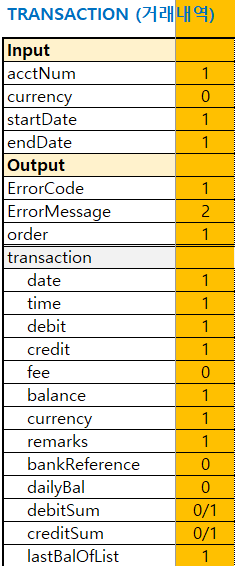 TRANSACTION (거래내역)
Input
acctNum 1
currency 0
startDate 1
endDate 1
Output
ErrorCode 1
ErrorMessage 2
order 1
transaction
date 1
time 1
debit 1
credit 1
fee 0
balance 1
currency 1
remarks 1
bankReference 0
dailyBal 0
debitSum 0/1
creditSum 0/1
lastBalOfList 1